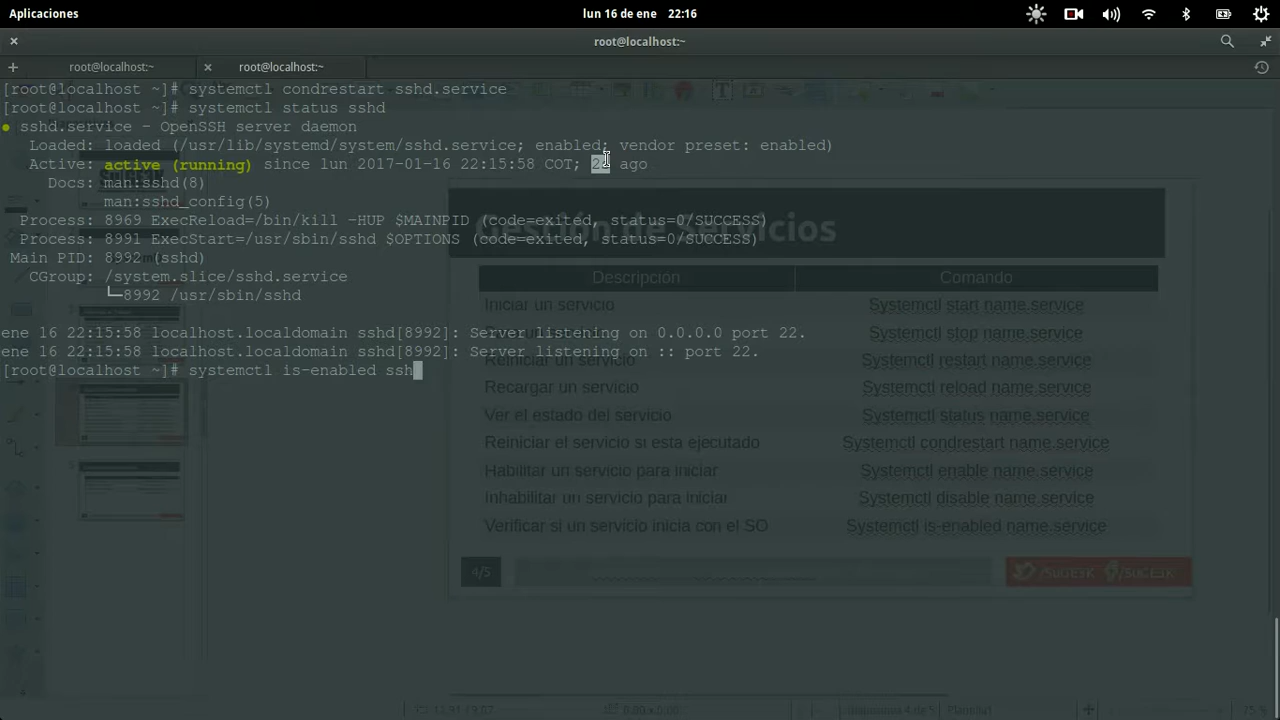 Aplicaciones
lun 16 de ene 22:16
root@localhost:~
root@localhost:~
root@localhost:~
[root@localhost ~]# systemctl condrestart sshd.service
[root@localhost ~]# systemctl status sshd
● sshd.service - OpenSSH server daemon
Loaded: loaded (/usr/lib/systemd/system/sshd.service; enabled; vendor preset: enabled)
Active: active (running) since lun 2017-01-16 22:15:58 COT; ago
Docs: man:sshd(8)
man:sshd_config(5)
Process: 8969 ExecReload=/bin/kill -HUP $MAINPID (code=exited, status=0/SUCCESS)
Process: 8991 ExecStart=/usr/sbin/sshd $OPTIONS (code=exited, status=0/SUCCESS)
Main PID: 8992 (sshd)
CGroup: /system.slice/sshd.service
└─8992 /usr/sbin/sshd
ene 16 22:15:58 localhost.localdomain sshd[8992]: Server listening on 0.0.0.0 port 22.
ene 16 22:15:58 localhost.localdomain sshd[8992]: Server listening on :: port 22.
[root@localhost ~]# systemctl is-enabled ssh
Gestión de Servicios
Descripción Comando
Iniciar un servicio Systemctl start name.service
Systemctl stop name.service
Reiniciar un servicio Systemctl restart name.service
Recargar un servicio Systemctl reload name.service
Ver el estado del servicio Systemctl status name.service
Reiniciar el servicio si esta ejecutado Systemctl condrestart name.service
Habilitar un servicio para iniciar Systemctl enable name.service
Inhabilitar un servicio para iniciar Systemctl disable name.service
Verificar si un servicio inicia con el SO Systemctl is-enabled name.service
4/5